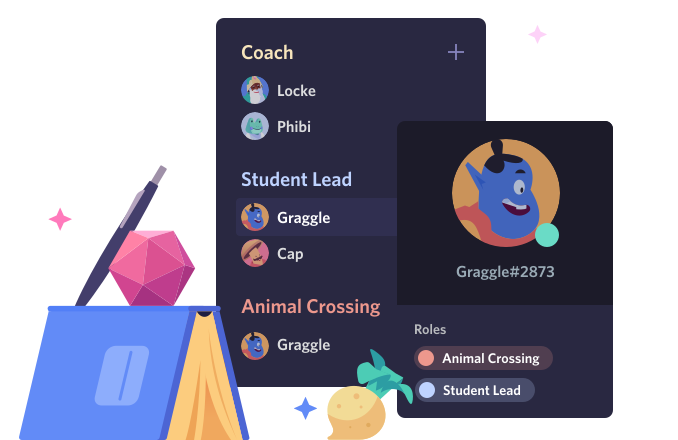 Coach
Locke
Phibi
Student Lead
Graggle
Cap
Animal Crossing
Graggle
Graggle#2873
Roles
Animal Crossing
Student Lead